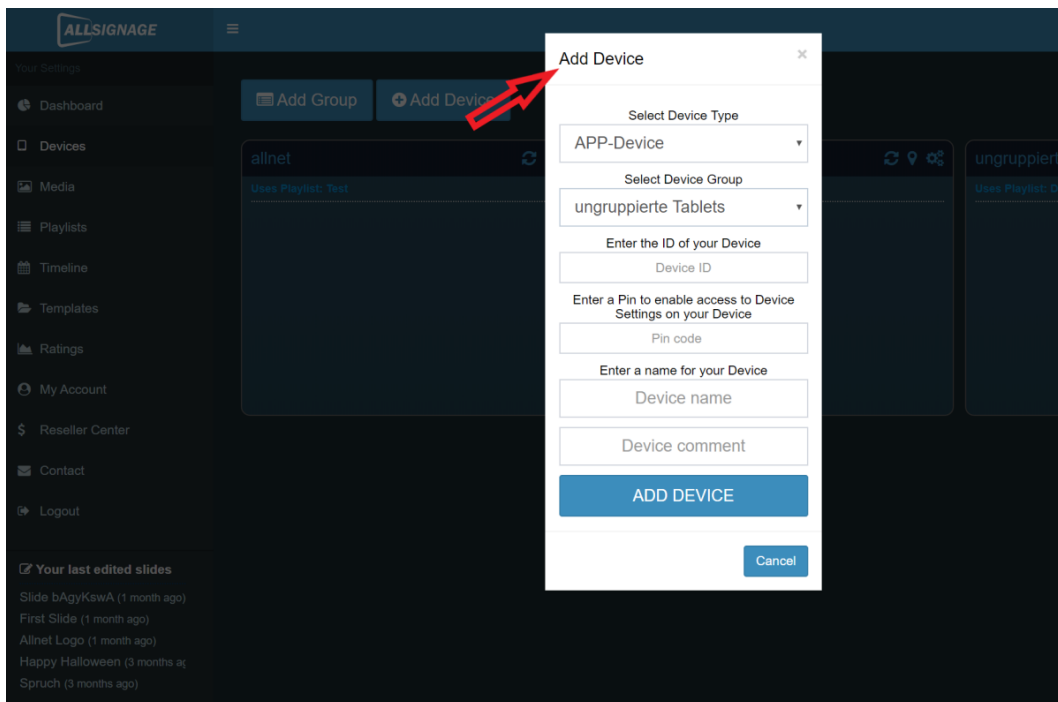 ALLSIGNAGE
Your Settings
Dashboard
Devices
Media
Playlists
Timeline
Templates
Ratings
My Account
$ Reseller Center
Contact
Logout
Your last edited slides
Slide bAgyKswA (1 month ago)
First Slide (1 month ago)
Allnet Logo (1 month ago)
Happy Halloween (3 months ag
Spruch (3 months ago)
Add Group
Add Device
allnet
Uses Playlist: Test
ungruppiert
Uses Playlist: D
Add Device
×
Select Device Type
APP-Device
Select Device Group
ungruppierte Tablets
Enter the ID of your Device
Device ID
Enter a Pin to enable access to Device
Settings on your Device
Pin code
Enter a name for your Device
Device name
Device comment
ADD DEVICE
Cancel